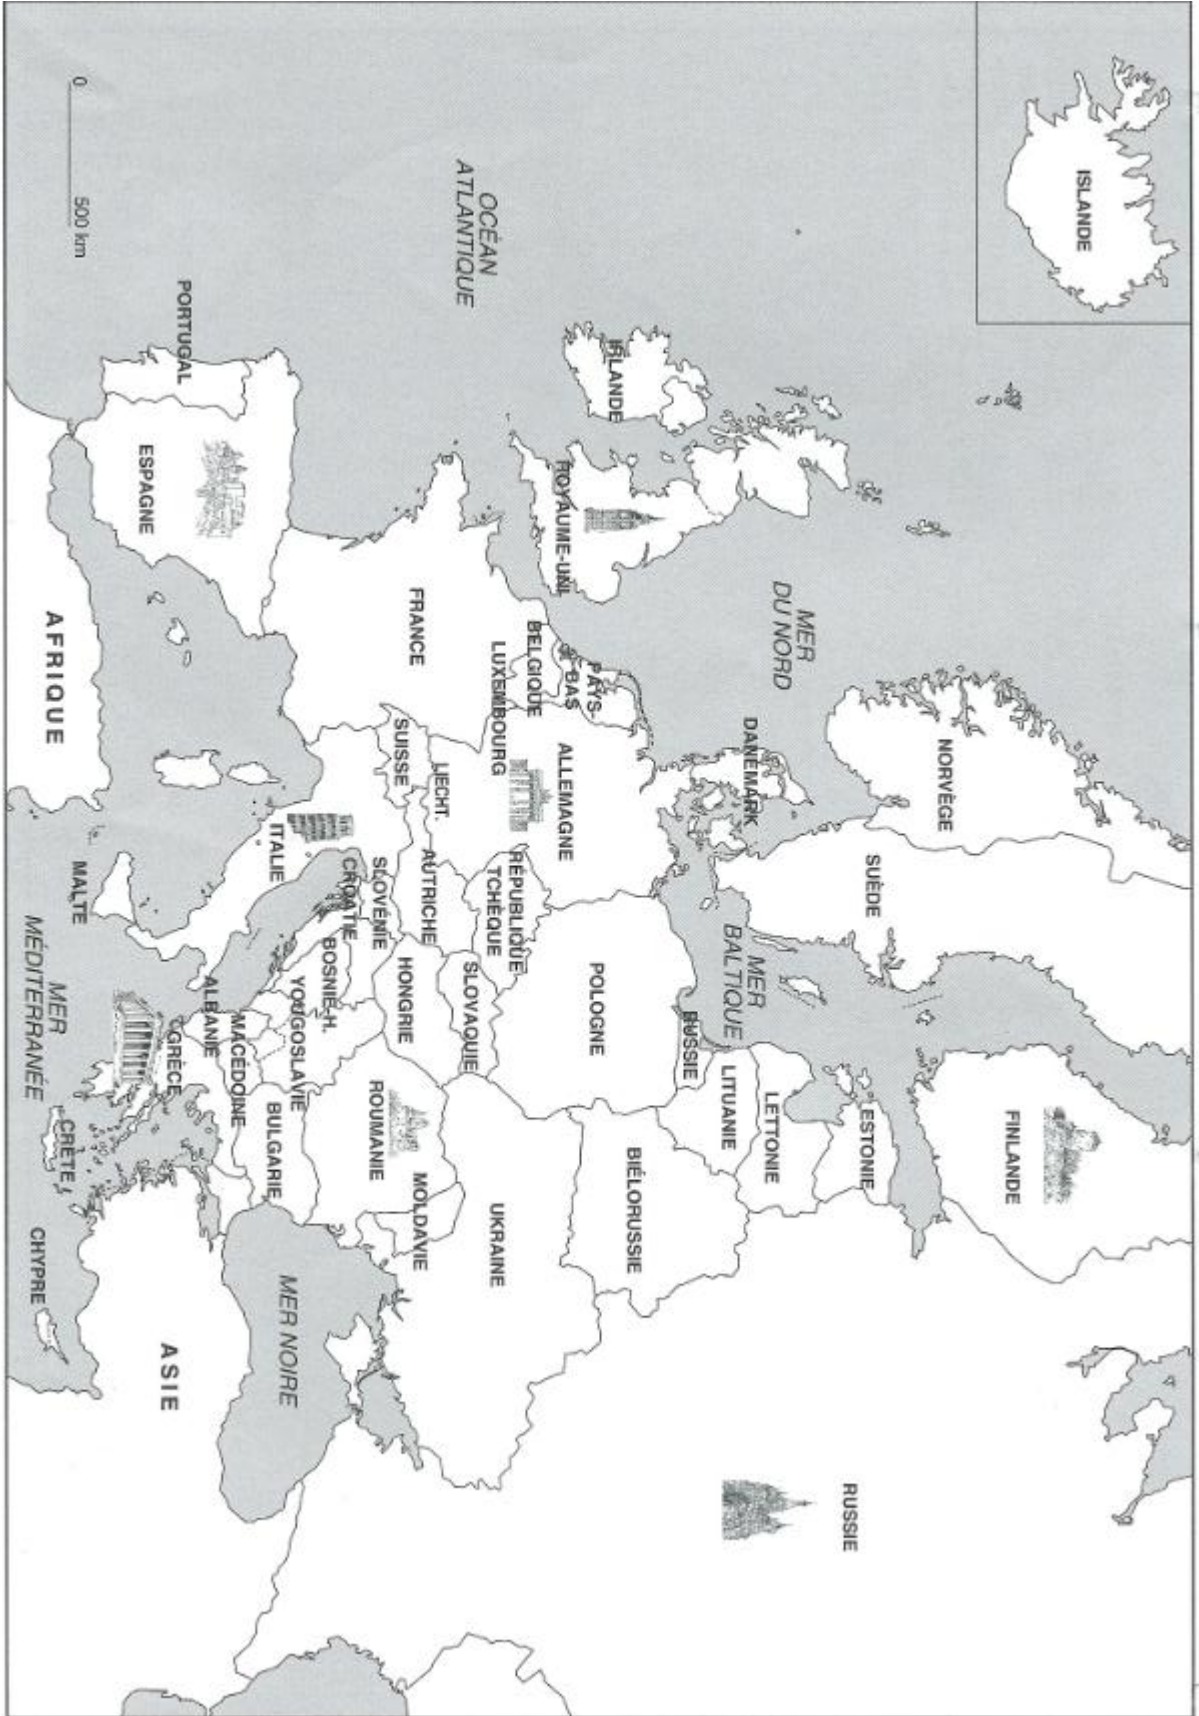 ISLANDE
OCÉAN
ATLANTIQUE
IRLANDE
ROYAUME-UNI
MER
DU NORD
NORVÈGE
SUÈDE
FINLANDE
DANEMARK
MER
BALTIQUE
ESTONIE
LETTONIE
LITUANIE
RUSSIE
RUSSIE
PAYS-
BAS
BELGIQUE
LUXEMBOURG
ALLEMAGNE
POLOGNE
BIÉLORUSSIE
RÉPUBLIQUE
TCHÈQUE
SLOVAQUIE
UKRAINE
FRANCE
SUISSE
LIECHT.
AUTRICHE
HONGRIE
MOLDAVIE
ROUMANIE
SLOVÉNIE
CROATIE
BOSNIE-H.
YOUGOSLAVIE
ITALIE
BULGARIE
MACÉDOINE
ALBANIE
GRÈCE
MER NOIRE
PORTUGAL
ESPAGNE
ASIE
AFRIQUE
MALTE
MER
MÉDITERRANÉE
CRÈTE
CHYPRE
0
500 km